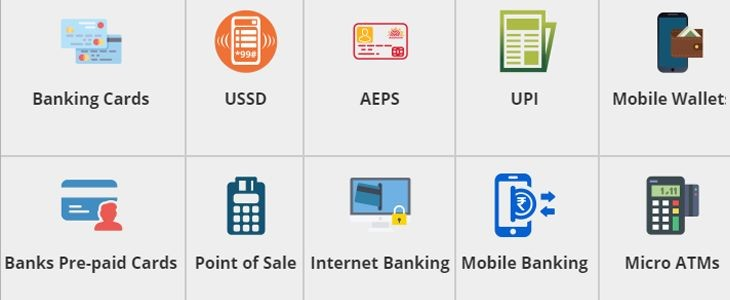 *99#
Banking Cards
USSD
AEPS
UPI
Mobile Wallets
1,11
₹
Banks Pre-paid Cards
Point of Sale
Internet Banking
Mobile Banking
Micro ATMs